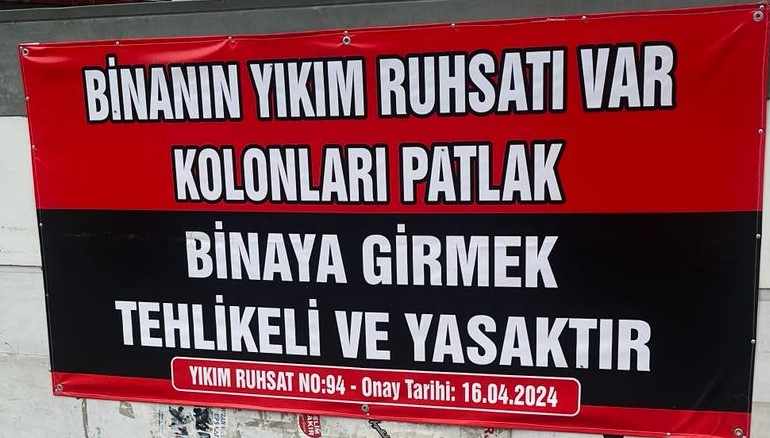 BİNANIN YIKIM RUHSATI VAR
KOLONLARI PATLAK
BİNAYA GİRMEK
TEHLİKELİ VE YASAKTIR
YIKIM RUHSAT NO:94 - Onay Tarihi: 16.04.2024